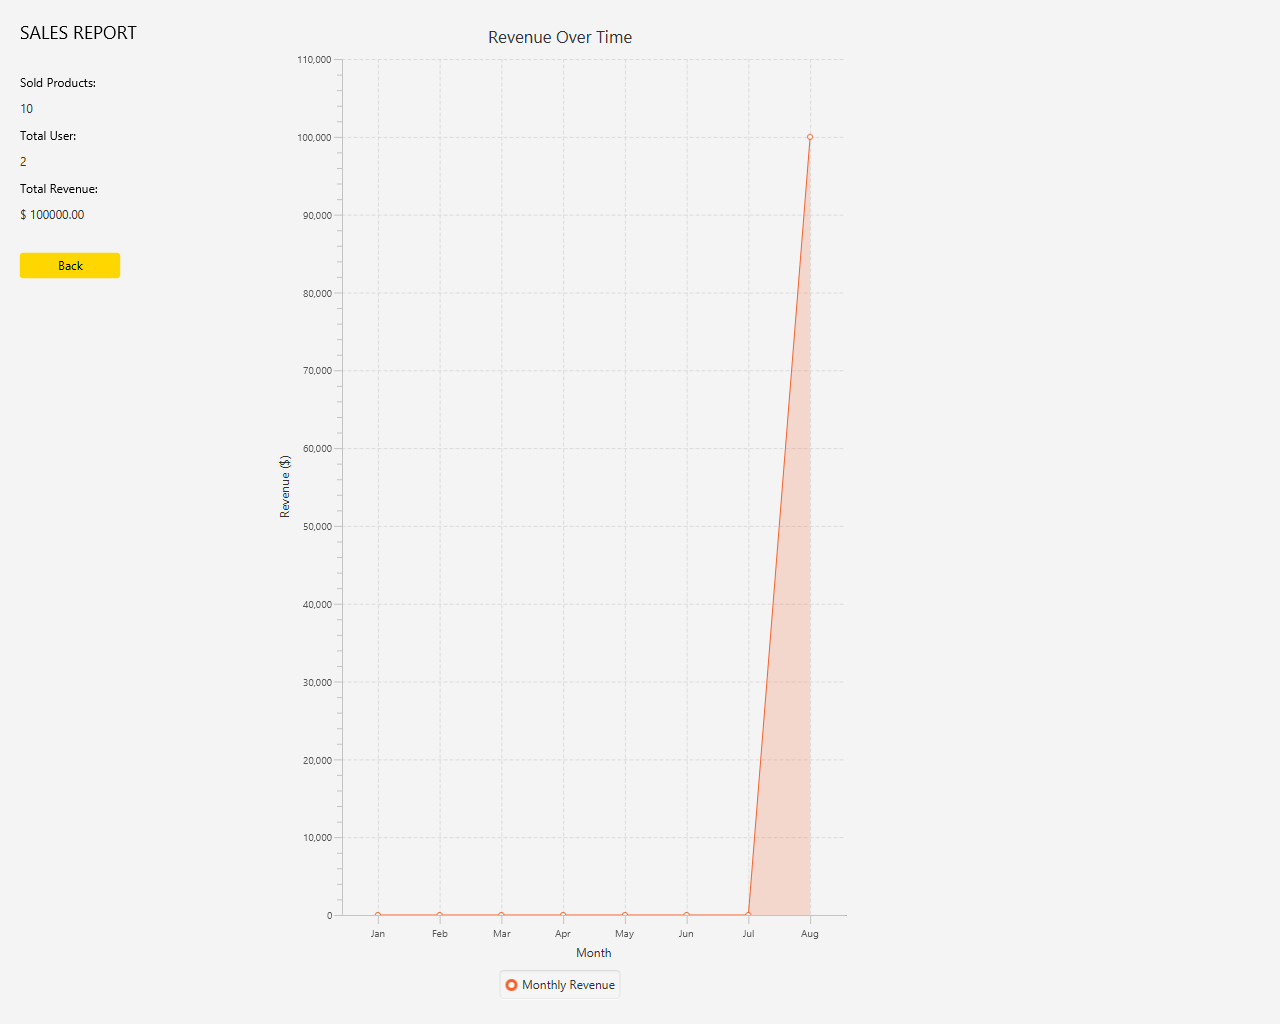 SALES REPORT
Sold Products:
10
Total User:
2
Total Revenue:
$ 100000.00
Back
Revenue Over Time
110,000
100,000
90,000
80,000
70,000
60,000
50,000
40,000
30,000
20,000
10,000
0
Revenue ($)
Jan Feb Mar Apr May Jun Jul Aug
Month
Monthly Revenue